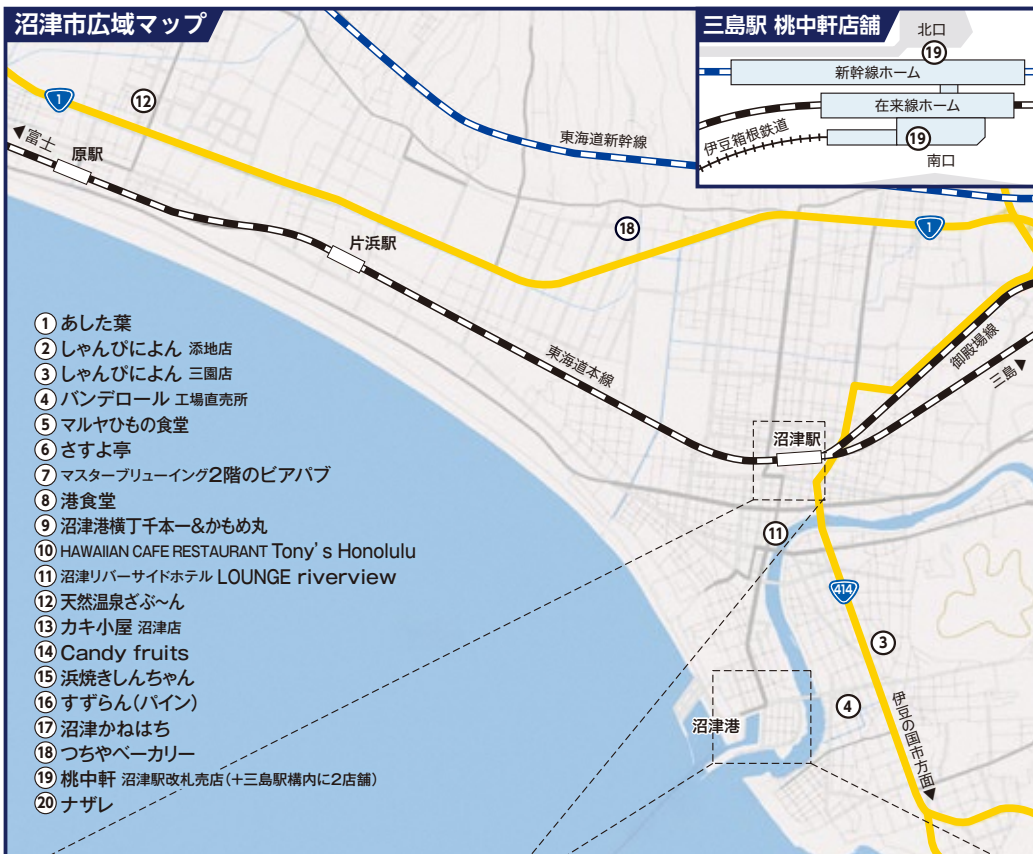 沼津市広域マップ
三島駅 桃中軒店舗
北口
⑲
新幹線ホーム
在来線ホーム
伊豆箱根鉄道
⑲
南口
1
⑫
東海道新幹線
富士
原駅
⑱
1
片浜駅
東海道本線
御殿場線
三島
沼津駅
⑪
414
③
④
沼津港
伊豆の国市方面
① あした葉
② しゃんぴによん 添地店
③ しゃんぴによん 三園店
④ バンデロール 工場直売所
⑤ マルヤひもの食堂
⑥ さすよ亭
⑦ マスターブリューイング2階のビアパブ
⑧ 港食堂
⑨ 沼津港横丁千本一&かもめ丸
⑩ HAWAIIAN CAFE RESTAURANT Tony's Honolulu
⑪ 沼津リバーサイドホテル LOUNGE riverview
⑫ 天然温泉ざぶ〜ん
⑬ カキ小屋 沼津店
⑭ Candy fruits
⑮ 浜焼きしんちゃん
⑯ すずらん(パイン)
⑰ 沼津かねはち
⑱ つちやベーカリー
⑲ 桃中軒 沼津駅改札売店(+三島駅構内に2店舗)
⑳ ナザレ